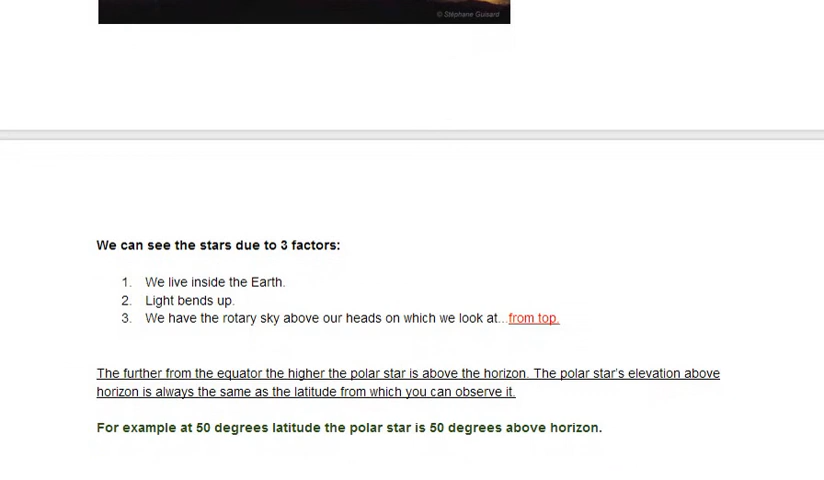 © Stéphane Guisard
We can see the stars due to 3 factors:
1. We live inside the Earth.
2. Light bends up.
3. We have the rotary sky above our heads on which we look at...from top.
The further from the equator the higher the polar star is above the horizon. The polar star's elevation above
horizon is always the same as the latitude from which you can observe it.
For example at 50 degrees latitude the polar star is 50 degrees above horizon.